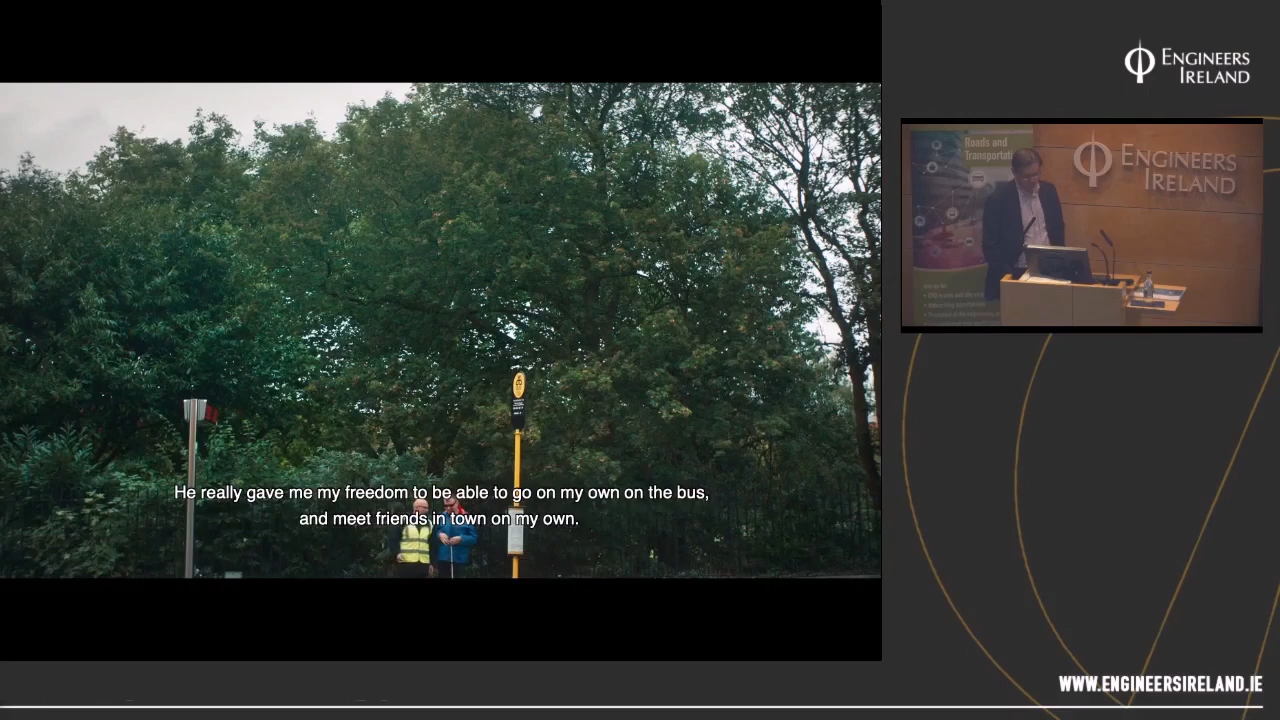 He really gave me my freedom to be able to go on my own on the bus,
and meet friends in town on my own.
ENGINEERS
IRELAND
Roads and
Transportati
ENGINEERS
IRELAND
WWW.ENGINEERSIRELAND.IE